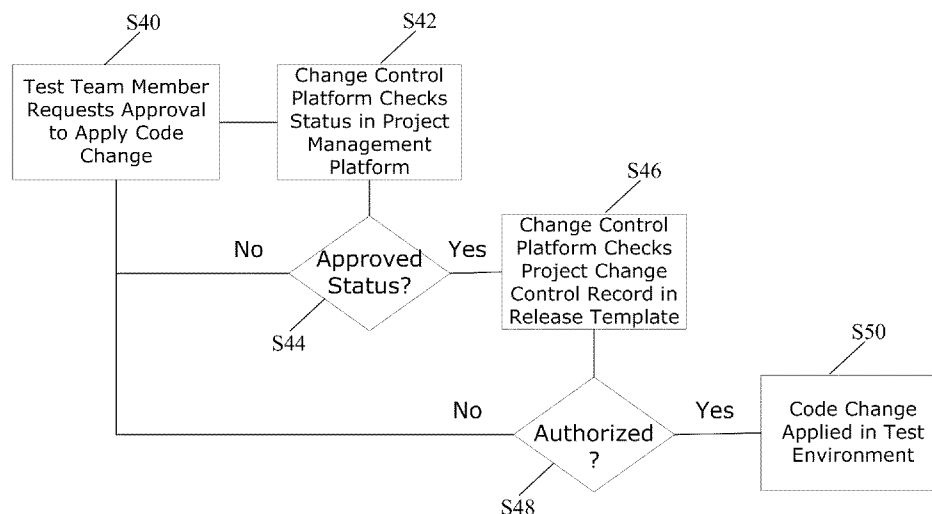 S40
Test Team Member
Requests Approval
to Apply Code
Change
S42
Change Control
Platform Checks
Status in Project
Management
Platform
No
Approved
Status?
Yes
S44
S46
Change Control
Platform Checks
Project Change
Control Record in
Release Template
No
Authorized
?
Yes
S48
S50
Code Change
Applied in Test
Environment